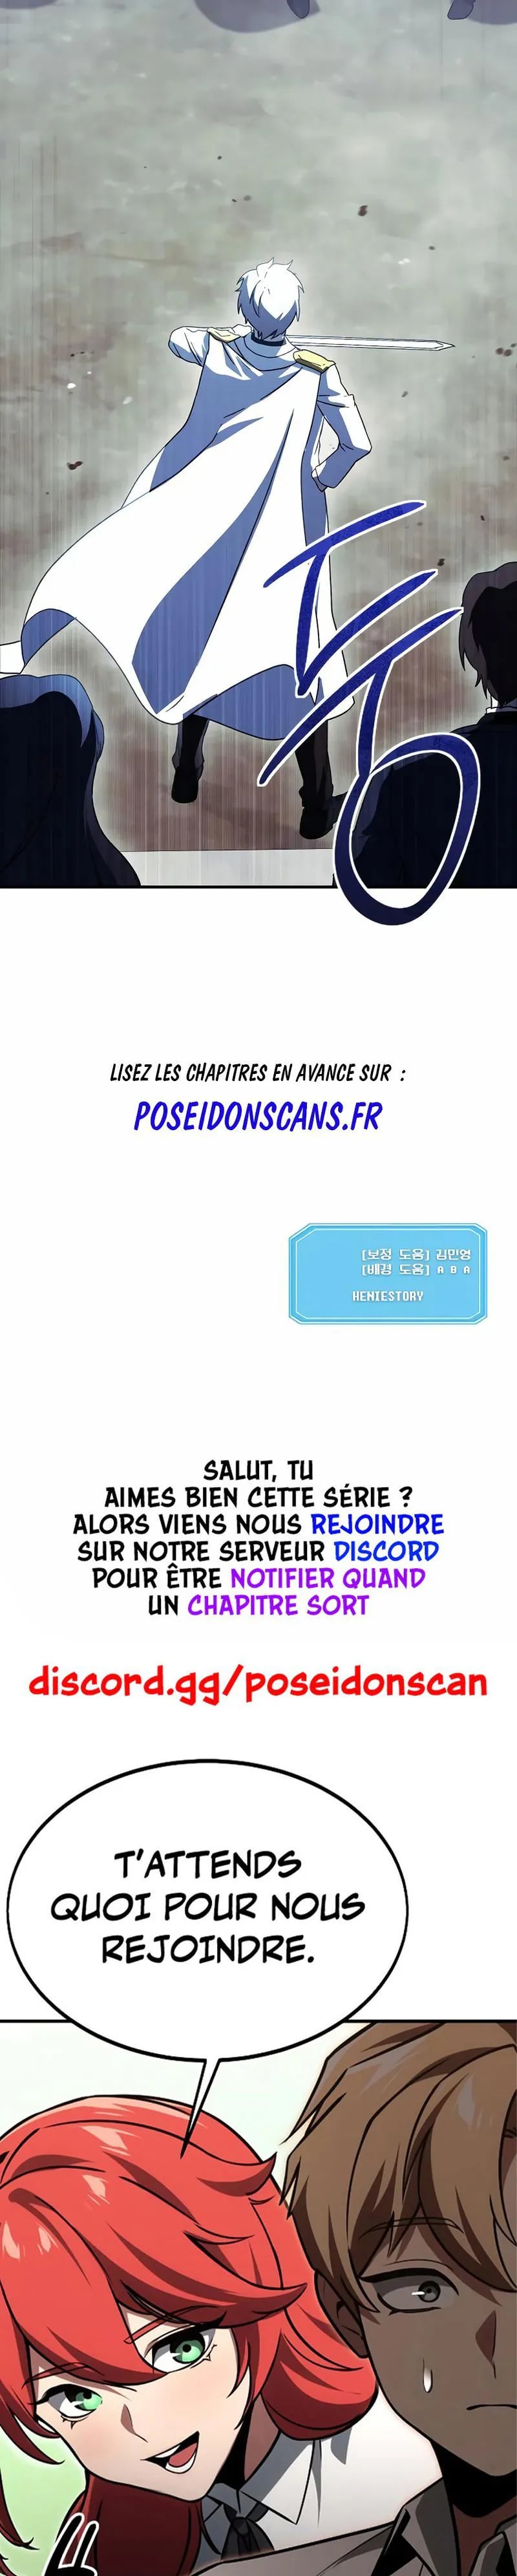 LISEZ LES CHAPITRES EN AVANCE SUR :
POSEIDONSCANS.FR
[보정 도움] 김민영
[배경 도움] A B A
HENIESTORY
SALUT, TU
AIMES BIEN CETTE SÉRIE ?
ALORS VIENS NOUS REJOINDRE
SUR NOTRE SERVEUR DISCORD
POUR ÊTRE NOTIFIER QUAND
UN CHAPITRE SORT
discord.gg/poseidonscan
T'ATTENDS
QUOI POUR NOUS
REJOINDRE.